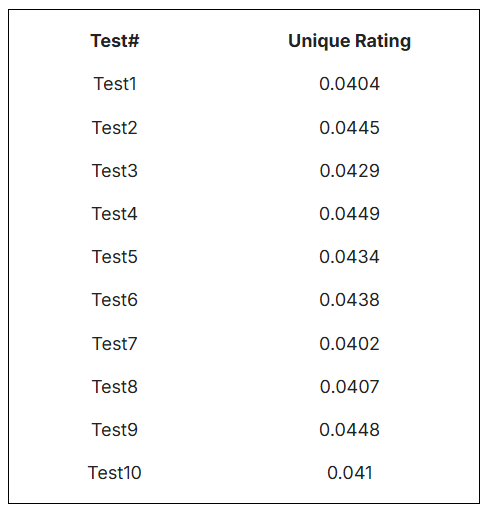 Test# Unique Rating
Test1 0.0404
Test2 0.0445
Test3 0.0429
Test4 0.0449
Test5 0.0434
Test6 0.0438
Test7 0.0402
Test8 0.0407
Test9 0.0448
Test10 0.041